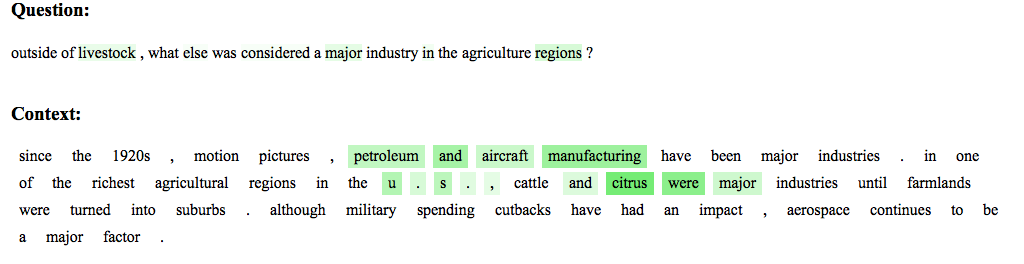 Question:
outside of livestock , what else was considered a major industry in the agriculture regions ?
Context:
since the 1920s , motion pictures , petroleum and aircraft manufacturing have been major industries . in one
of the richest agricultural regions in the u . s . , cattle and citrus were major industries until farmlands
were turned into suburbs . although military spending cutbacks have had an impact , aerospace continues to be
a major factor .